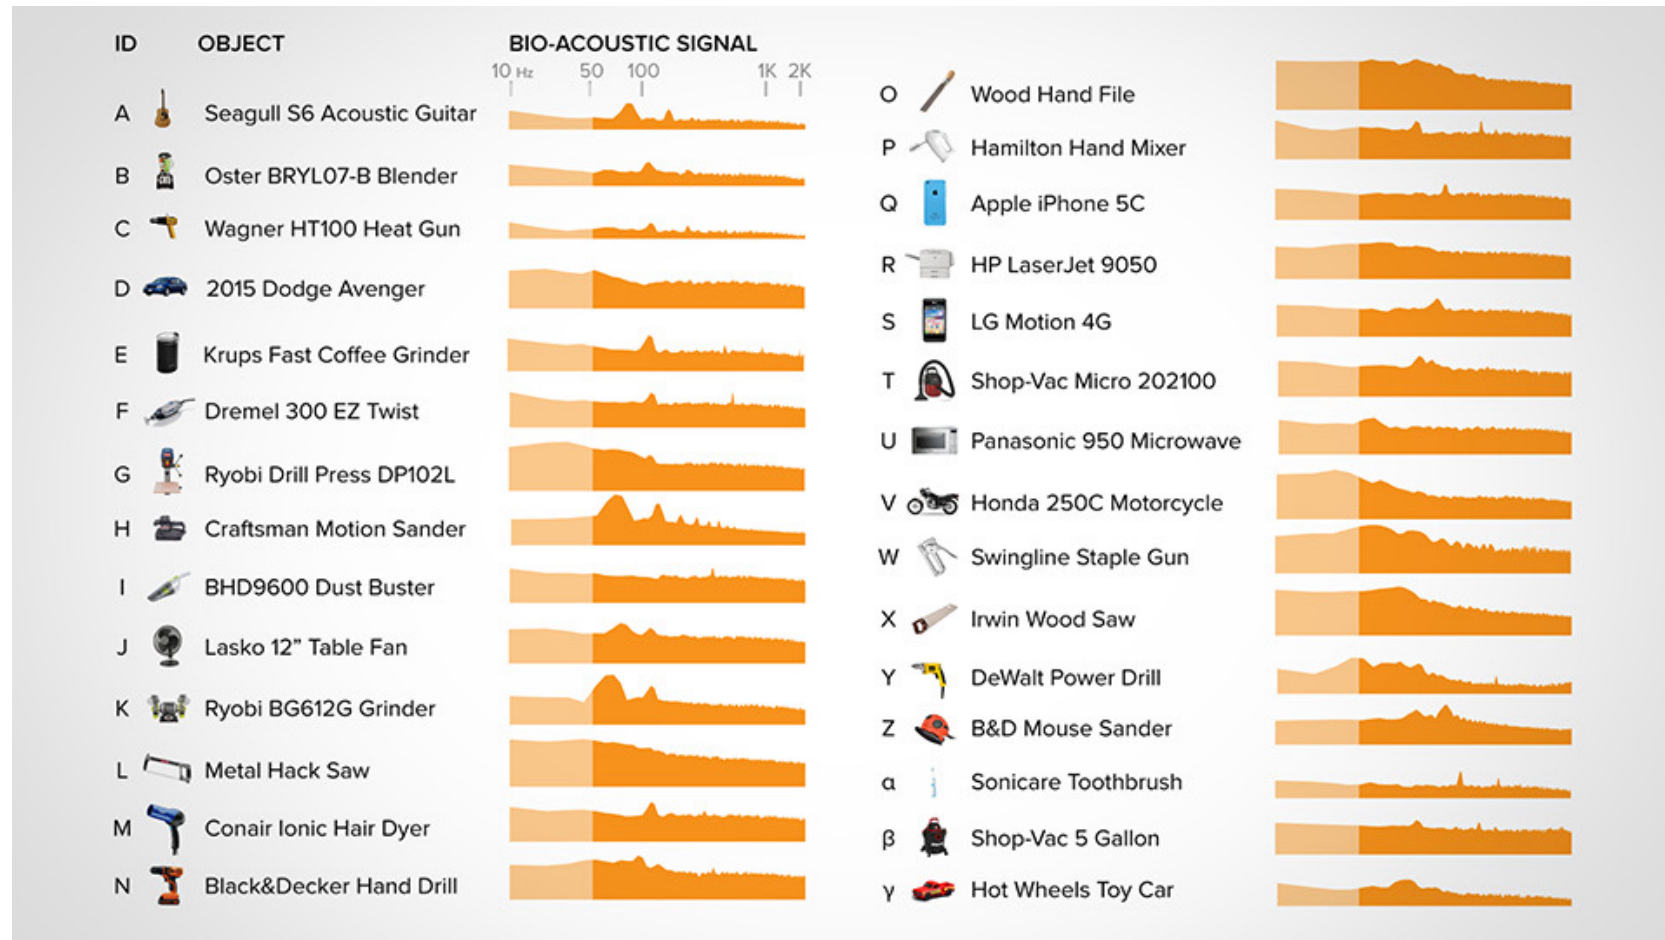 ID OBJECT BIO-ACOUSTIC SIGNAL
10 Hz 50 100 1K 2K
A Seagull S6 Acoustic Guitar
B Oster BRYL07-B Blender
C Wagner HT100 Heat Gun
D 2015 Dodge Avenger
E Krups Fast Coffee Grinder
F Dremel 300 EZ Twist
G Ryobi Drill Press DP102L
H Craftsman Motion Sander
I BHD9600 Dust Buster
J Lasko 12” Table Fan
K Ryobi BG612G Grinder
L Metal Hack Saw
M Conair Ionic Hair Dyer
N Black&Decker Hand Drill
O Wood Hand File
P Hamilton Hand Mixer
Q Apple iPhone 5C
R HP LaserJet 9050
S LG Motion 4G
T Shop-Vac Micro 202100
U Panasonic 950 Microwave
V Honda 250C Motorcycle
W Swingline Staple Gun
X Irwin Wood Saw
Y DeWalt Power Drill
Z B&D Mouse Sander
α Sonicare Toothbrush
β Shop-Vac 5 Gallon
γ Hot Wheels Toy Car